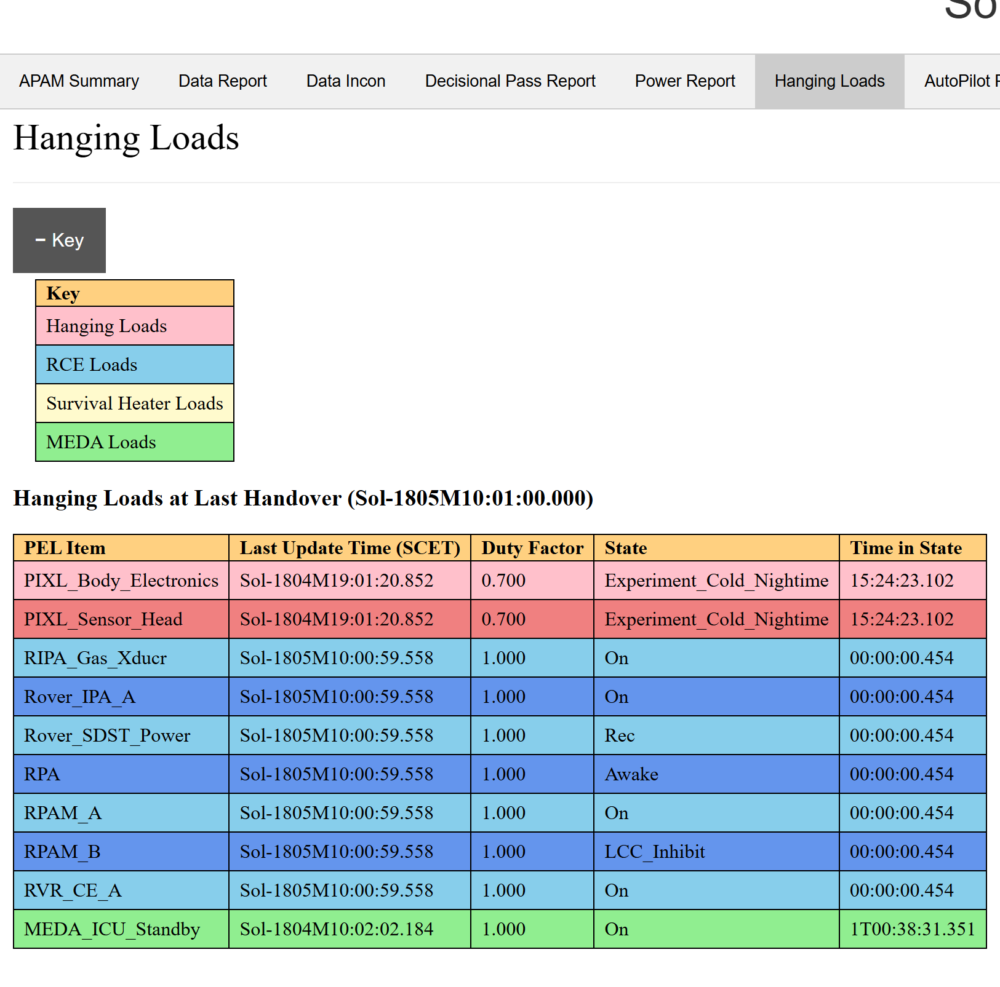 So
APAM Summary Data Report Data Incon Decisional Pass Report Power Report Hanging Loads AutoPilot
Hanging Loads
− Key
Key
Hanging Loads
RCE Loads
Survival Heater Loads
MEDA Loads
Hanging Loads at Last Handover (Sol-1805M10:01:00.000)
PEL Item Last Update Time (SCET) Duty Factor State Time in State
PIXL_Body_Electronics Sol-1804M19:01:20.852 0.700 Experiment_Cold_Nightime 15:24:23.102
PIXL_Sensor_Head Sol-1804M19:01:20.852 0.700 Experiment_Cold_Nightime 15:24:23.102
RIPA_Gas_Xducr Sol-1805M10:00:59.558 1.000 On 00:00:00.454
Rover_IPA_A Sol-1805M10:00:59.558 1.000 On 00:00:00.454
Rover_SDST_Power Sol-1805M10:00:59.558 1.000 Rec 00:00:00.454
RPA Sol-1805M10:00:59.558 1.000 Awake 00:00:00.454
RPAM_A Sol-1805M10:00:59.558 1.000 On 00:00:00.454
RPAM_B Sol-1805M10:00:59.558 1.000 LCC_Inhibit 00:00:00.454
RVR_CE_A Sol-1805M10:00:59.558 1.000 On 00:00:00.454
MEDA_ICU_Standby Sol-1804M10:02:02.184 1.000 On 1T00:38:31.351